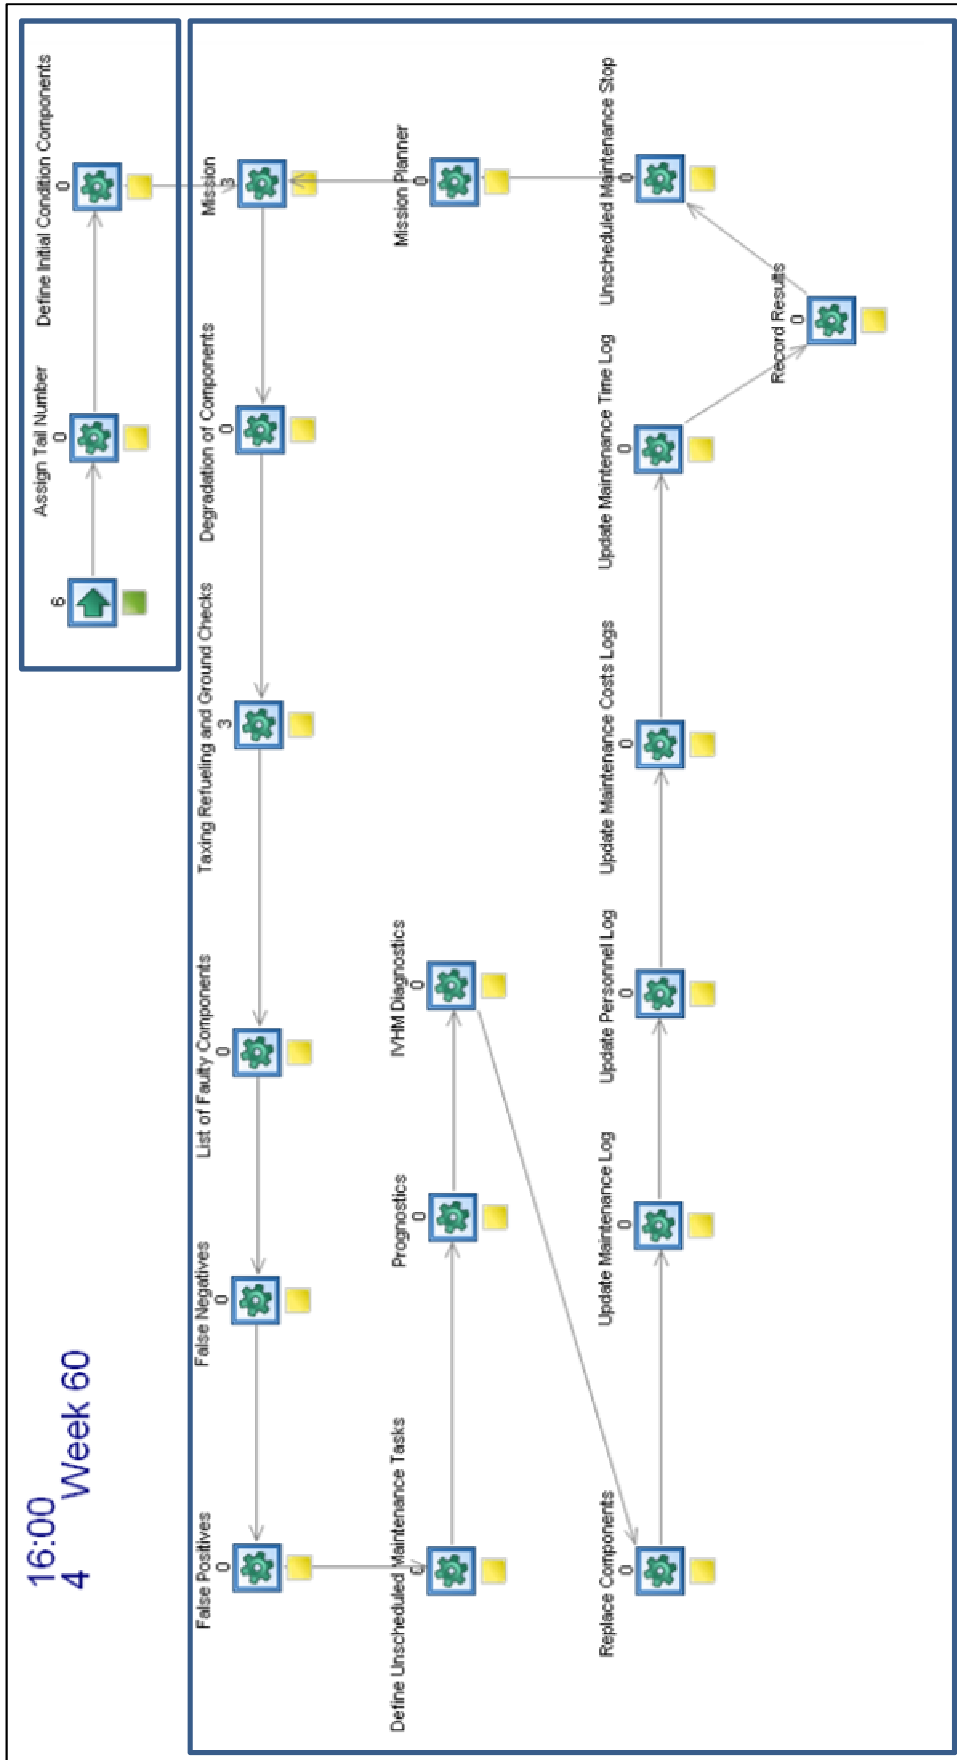 16:00
4 Week 60
6
Assign Tail Number
0
Define Initial Condition Components
0
False Positives
0
False Negatives
0
List of Faulty Components
0
Taxing Refueling and Ground Checks
3
Degradation of Components
0
Mission
3
Define Unscheduled Maintenance Tasks
0
Prognostics
0
IVHM Diagnostics
0
Mission Planner
0
Replace Components
0
Update Maintenance Log
0
Update Personnel Log
0
Update Maintenance Costs Logs
0
Update Maintenance Time Log
0
Unscheduled Maintenance Stop
0
Record Results
0